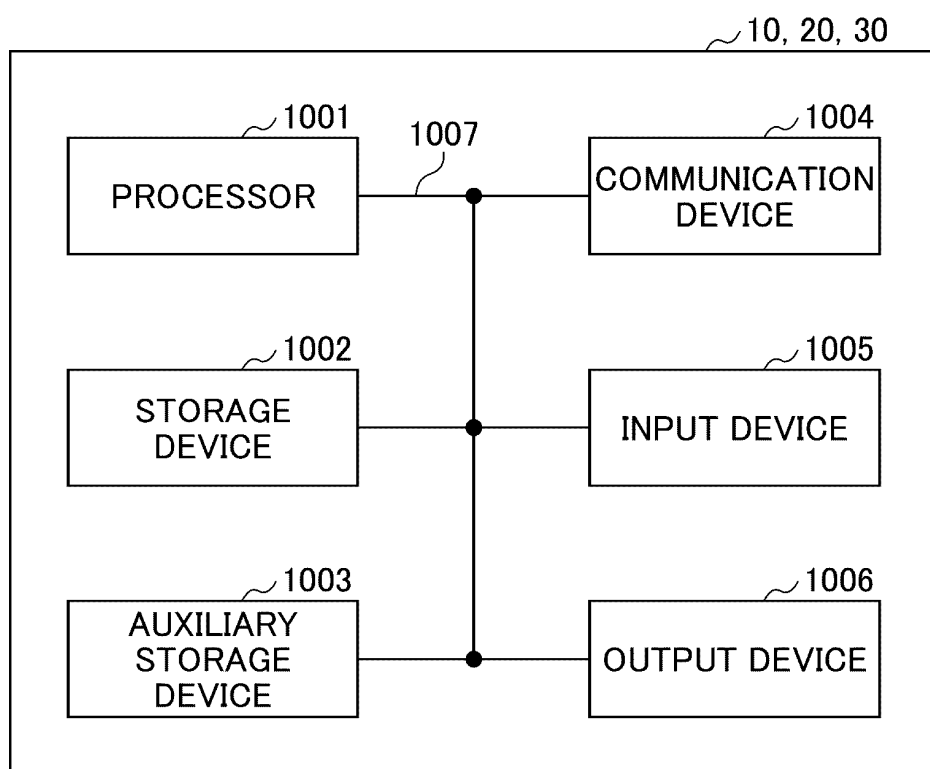 10, 20, 30
1001
PROCESSOR
1007
1004
COMMUNICATION
DEVICE
1002
STORAGE
DEVICE
1005
INPUT DEVICE
1003
AUXILIARY
STORAGE
DEVICE
1006
OUTPUT DEVICE